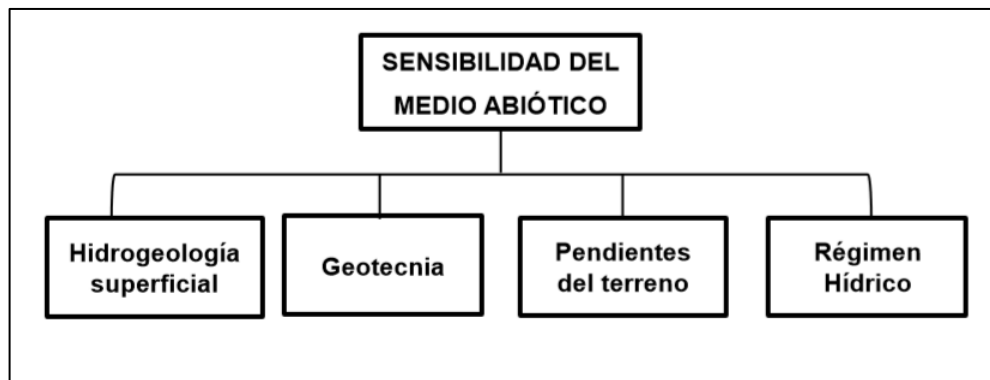 SENSIBILIDAD DEL
MEDIO ABIÓTICO
Hidrogeología
superficial
Geotecnia
Pendientes
del terreno
Régimen
Hídrico